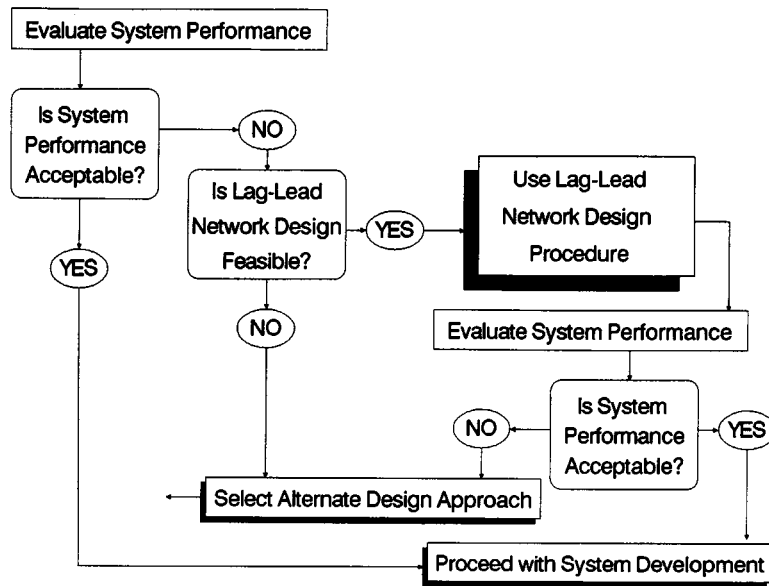 Evaluate System Performance
Is System
Performance
Acceptable?
NO
YES
Is Lag-Lead
Network Design
Feasible?
YES
NO
Use Lag-Lead
Network Design
Procedure
Evaluate System Performance
Is System
Performance
Acceptable?
NO
YES
Select Alternate Design Approach
Proceed with System Development